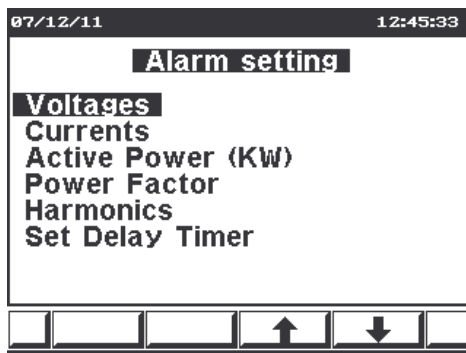 07/12/11 12:45:33
Alarm setting
Voltages
Currents
Active Power (KW)
Power Factor
Harmonics
Set Delay Timer